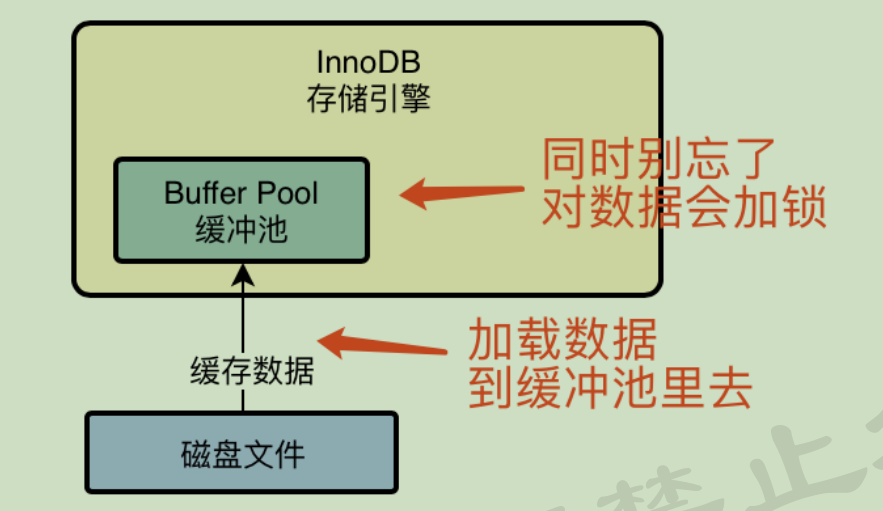 InnoDB
存储引擎
同时别忘了
对数据会加锁
Buffer Pool
缓冲池
加载数据
到缓冲池里去
缓存数据
磁盘文件
禁止